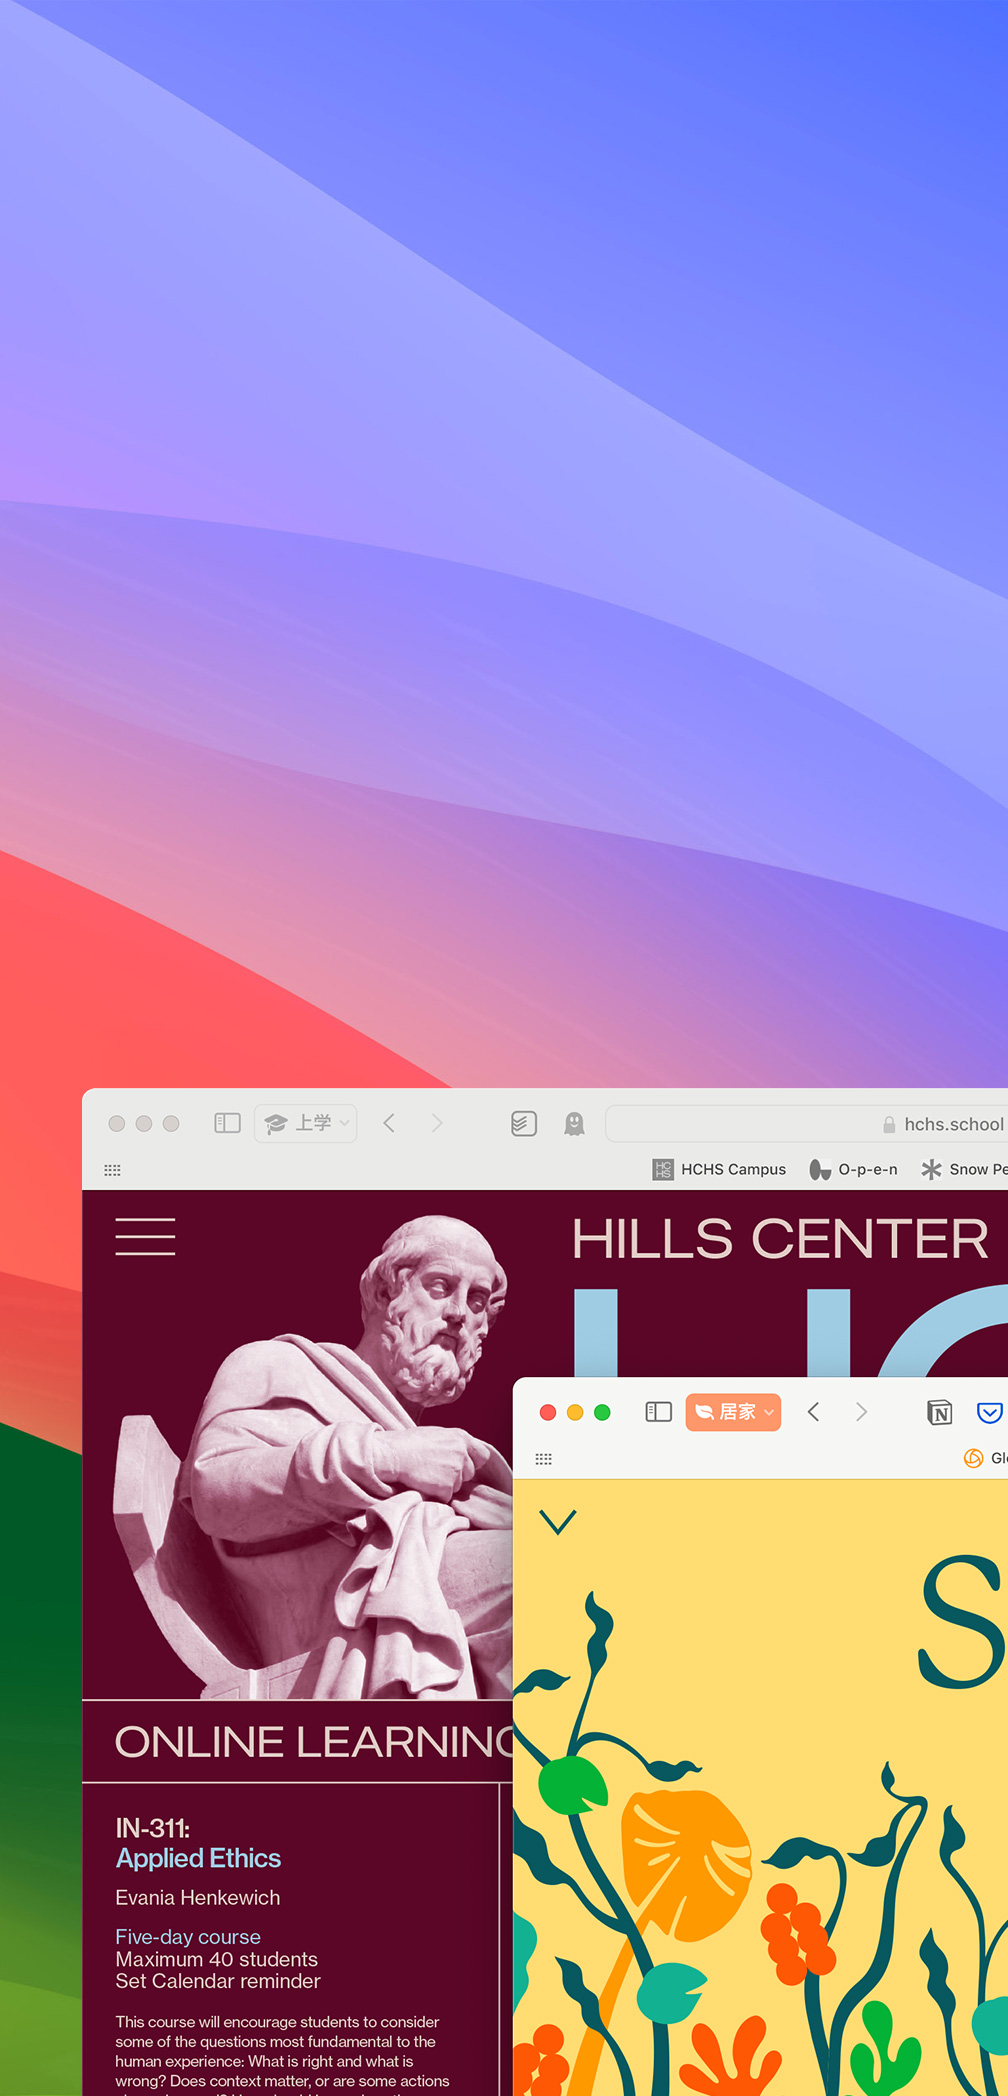 上学
hchs.school
HCHS Campus
O-p-e-n
Snow
HILLS CENTER
居家
S
ONLINE LEARNING
IN-311:
Applied Ethics
Evania Henkewich
Five-day course
Maximum 40 students
Set Calendar reminder
This course will encourage students to consider
some of the questions most fundamental to the
human experience: What is right and what is
wrong? Does context matter, or are some actions